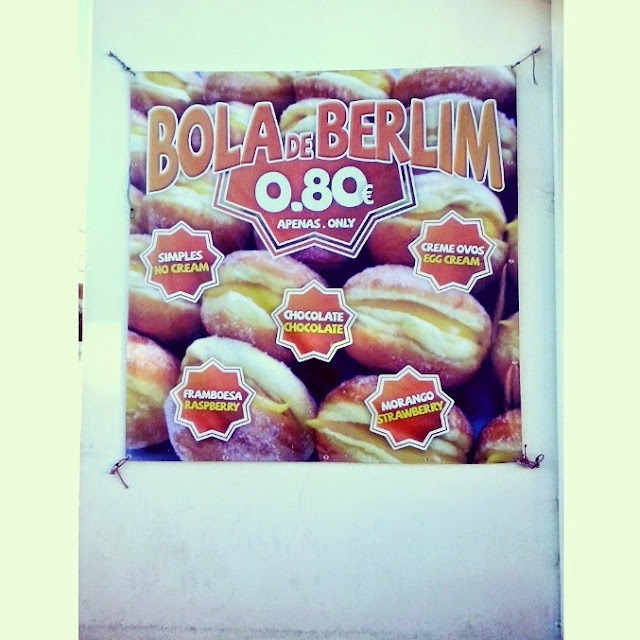 BOLA DE BERLIM
0.80€
APENAS . ONLY
SIMPLES
NO CREAM
CREME OVOS
EGG CREAM
CHOCOLATE
CHOCOLATE
FRAMBOESA
RASPBERRY
MORANGO
STRAWBERRY